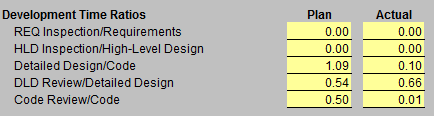 Development Time Ratios Plan Actual
REQ Inspection/Requirements 0.00 0.00
HLD Inspection/High-Level Design 0.00 0.00
Detailed Design/Code 1.09 0.10
DLD Review/Detailed Design 0.54 0.66
Code Review/Code 0.50 0.01